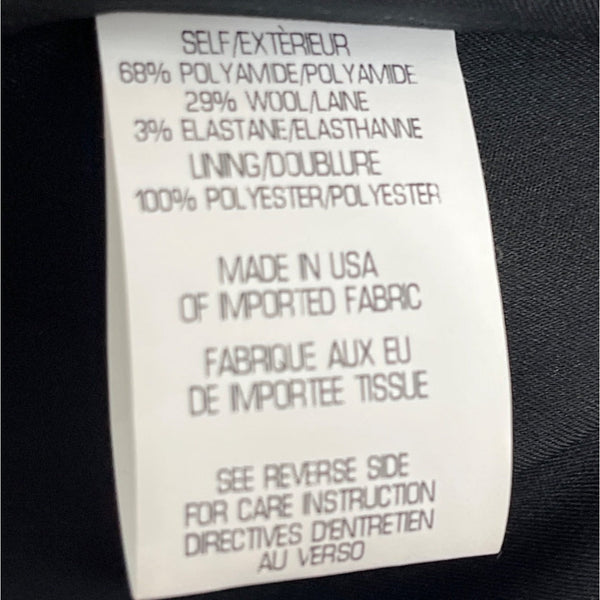 SELF/EXTÈRIEUR
68% POLYAMIDE/POLYAMIDE
29% WOOL/LAINE
3% ELASTANE/ELASTHANNE
LINING/DOUBLURE
100% POLYESTER/POLYESTER
MADE IN USA
OF IMPORTED FABRIC
FABRIQUE AUX EU
DE IMPORTEE TISSUE
SEE REVERSE SIDE
FOR CARE INSTRUCTION
DIRECTIVES D'ENTRETIEN
AU VERSO